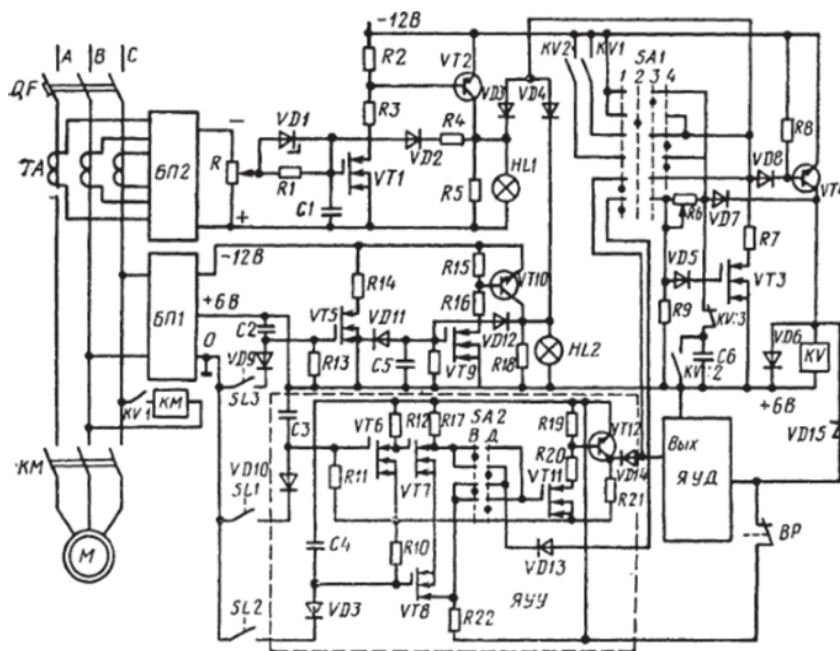 A B C
QF
TA
БП2
−
R
+
VD1
R1
C1
-12В
R2
R3
VT1
VD2
R4
VT2
R5
VD3
VD4
HL1
KV2
KV1
SA1
1 2 3 4
R8
VD8
R6
VD7
R7
VD5
VT3
R9
KV:3
C6
KV:2
VD6
KV
+6В
VD15
БП1
-12В
+6В
0
C2
VD9
SL3
KV1
KM
R14
VT5
R13
VD11
C5
R15
R16
VT10
VT9
VD12
R18
HL2
KM
M
C3
VD10
SL1
SL2
VT6
R12
R17
VT7
R11
C4
R10
VT8
VD3
SA2
В Д
R19
R20
VT12
VT11
VD14
R21
VD13
R22
ЯУУ
Вых
ЯУД
ВР